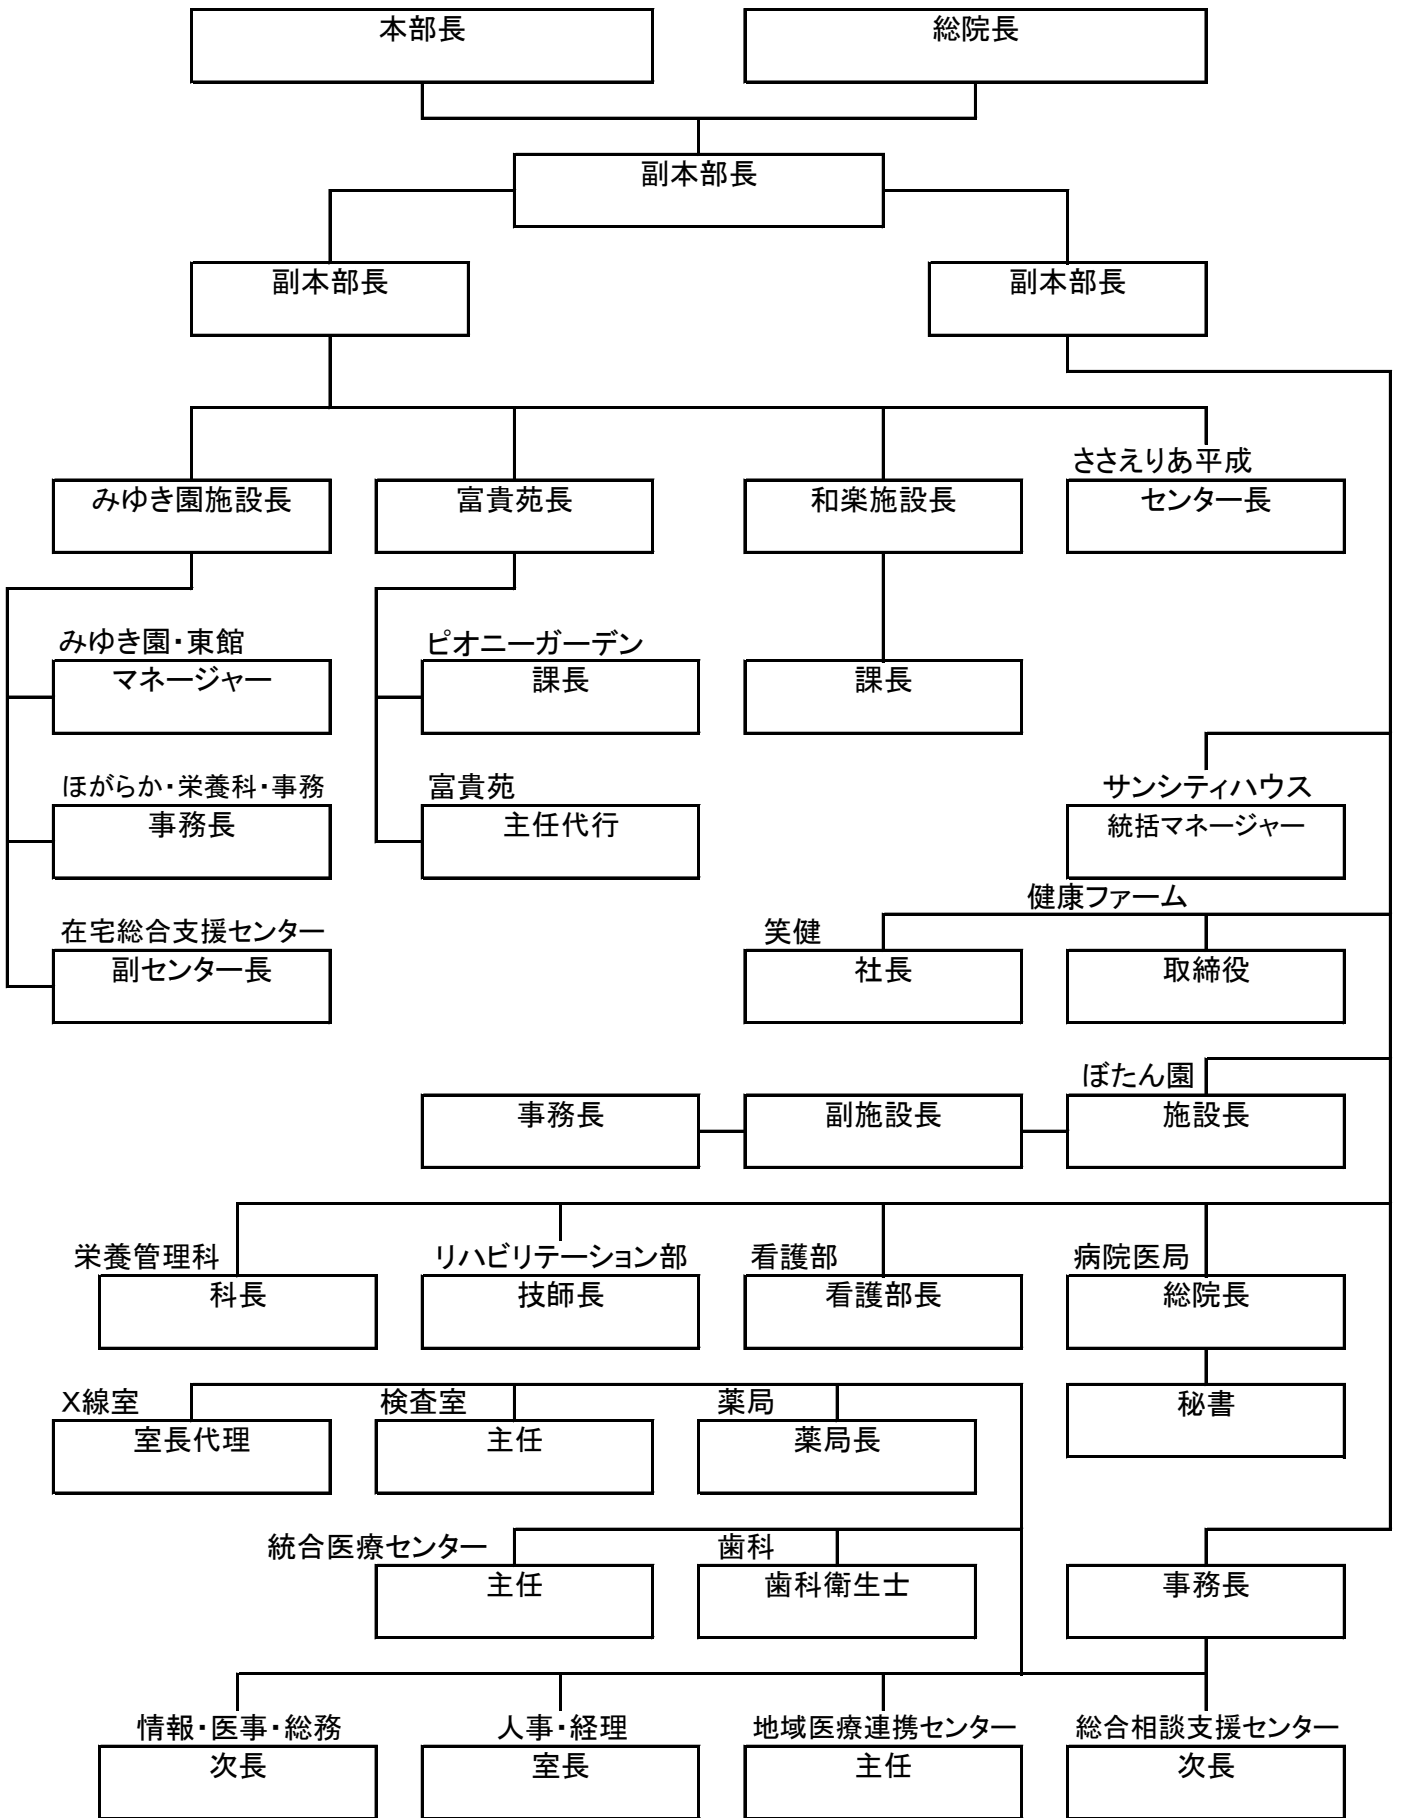 本部長
総院長
副本部長
副本部長
副本部長
ささえりあ平成
みゆき園施設長
富貴苑長
和楽施設長
センター長
みゆき園・東館
マネージャー
ピオニーガーデン
課長
課長
ほがらか・栄養科・事務
事務長
富貴苑
主任代行
サンシティハウス
統括マネージャー
健康ファーム
在宅総合支援センター
副センター長
笑健
社長
取締役
ぼたん園
事務長
副施設長
施設長
栄養管理科
リハビリテーション部
看護部
病院医局
科長
技師長
看護部長
総院長
X線室
検査室
薬局
秘書
室長代理
主任
薬局長
統合医療センター
歯科
主任
歯科衛生士
事務長
情報・医事・総務
人事・経理
地域医療連携センター
総合相談支援センター
次長
室長
主任
次長